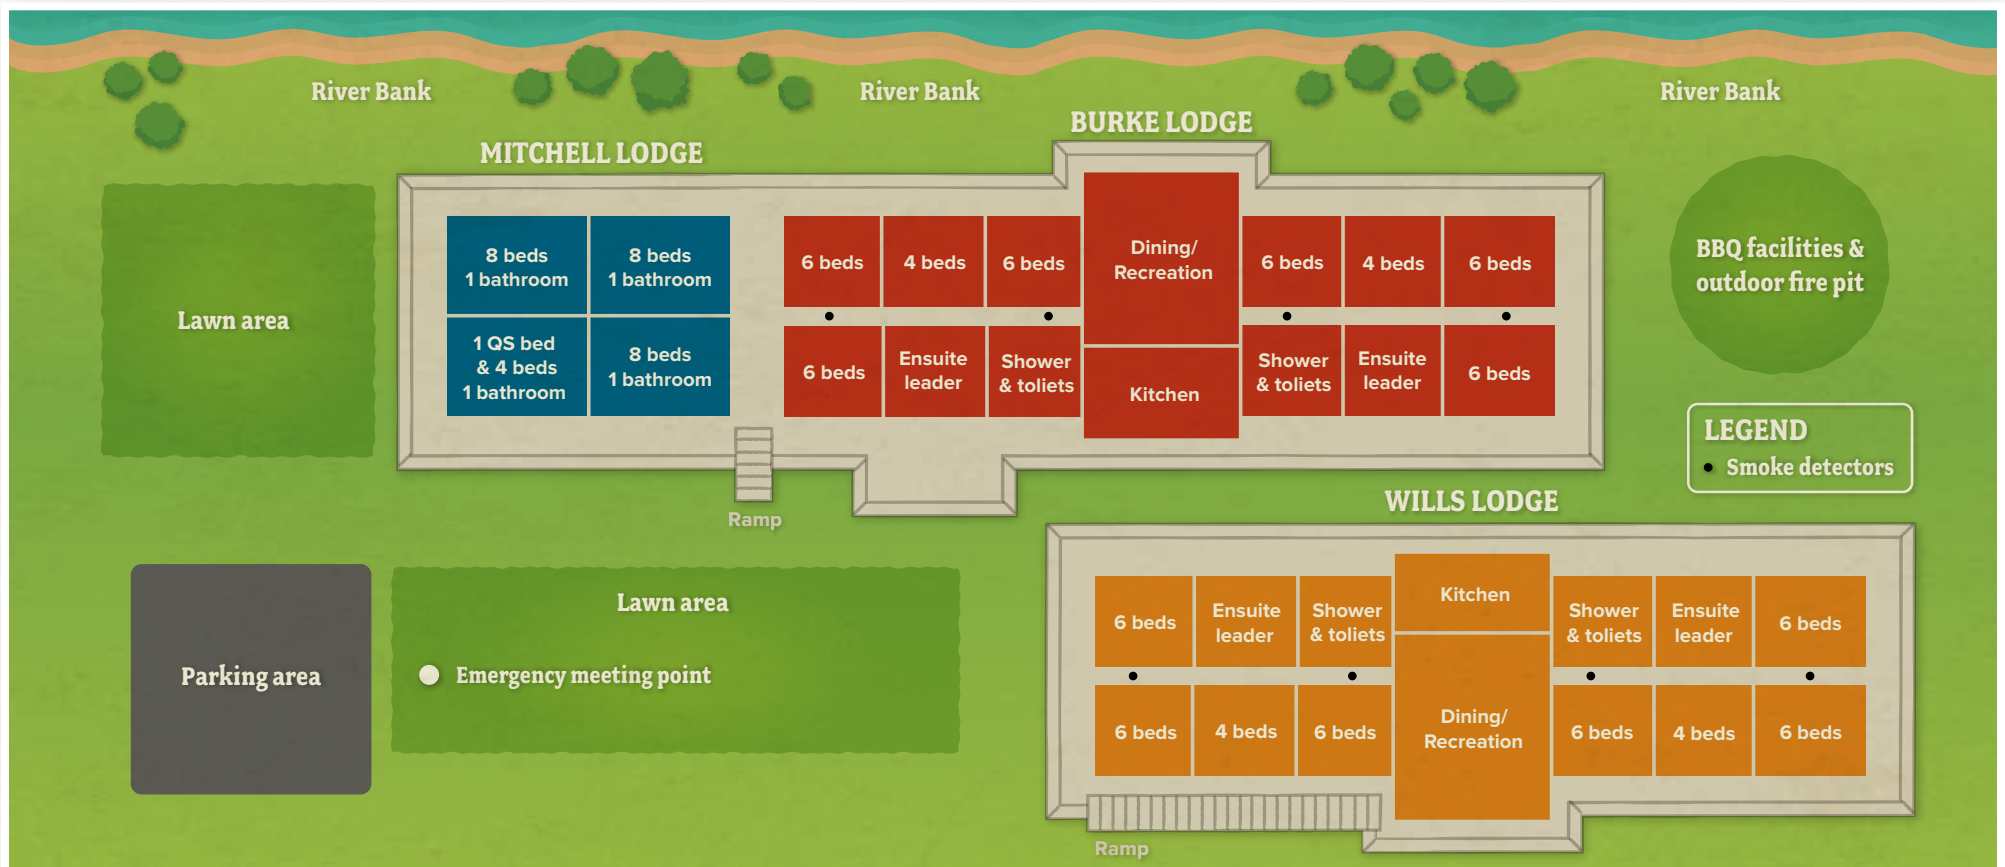 River Bank
River Bank
River Bank
BURKE LODGE
MITCHELL LODGE
8 beds
1 bathroom
8 beds
1 bathroom
1 QS bed
& 4 beds
1 bathroom
8 beds
1 bathroom
6 beds
4 beds
6 beds
Dining/
Recreation
6 beds
4 beds
6 beds
6 beds
Ensuite
leader
Shower
& toliets
Kitchen
Shower
& toliets
Ensuite
leader
6 beds
Lawn area
BBQ facilities &
outdoor fire pit
LEGEND
Smoke detectors
Ramp
WILLS LODGE
6 beds
Ensuite
leader
Shower
& toliets
Kitchen
Shower
& toliets
Ensuite
leader
6 beds
6 beds
4 beds
6 beds
Dining/
Recreation
6 beds
4 beds
6 beds
Ramp
Lawn area
Emergency meeting point
Parking area